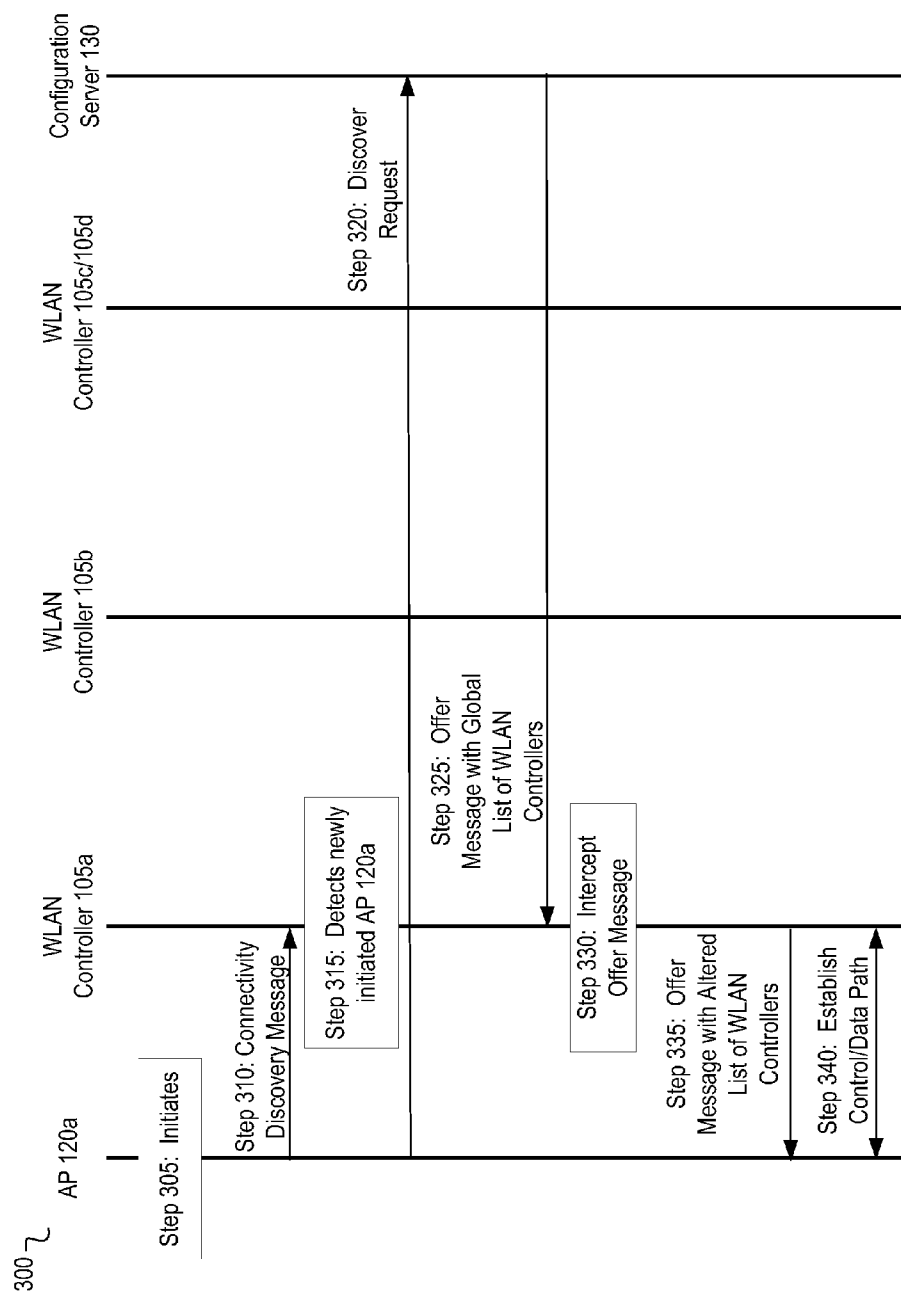 300
AP 120a
WLAN
Controller 105a
WLAN
Controller 105b
WLAN
Controller 105c/105d
Configuration
Server 130
Step 305: Initiates
Step 310: Connectivity
Discovery Message
Step 315: Detects newly
initiated AP 120a
Step 320: Discover
Request
Step 325: Offer
Message with Global
List of WLAN
Controllers
Step 330: Intercept
Offer Message
Step 335: Offer
Message with Altered
List of WLAN
Controllers
Step 340: Establish
Control/Data Path